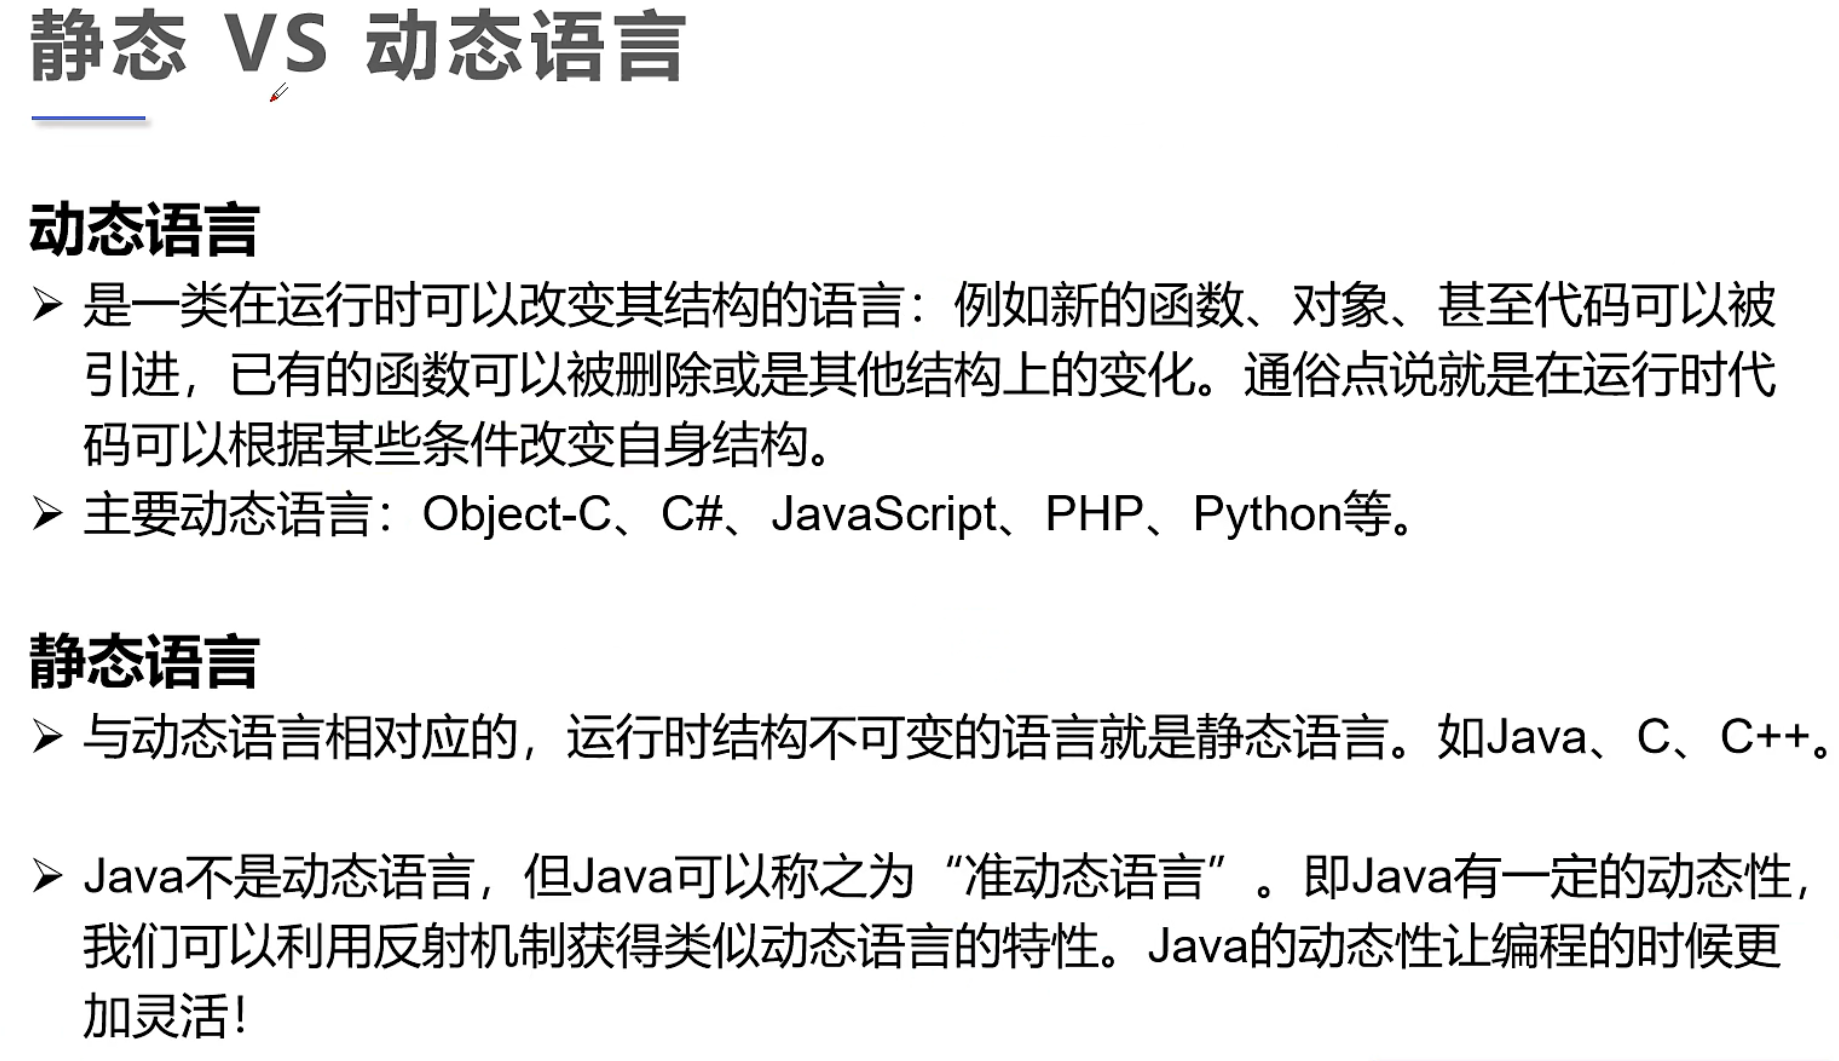 静态 VS 动态语言
动态语言
➢ 是一类在运行时可以改变其结构的语言：例如新的函数、对象、甚至代码可以被
引进，已有的函数可以被删除或是其他结构上的变化。通俗点说就是在运行时代
码可以根据某些条件改变自身结构。
➢ 主要动态语言：Object-C、C#、JavaScript、PHP、Python等。
静态语言
➢ 与动态语言相对应的，运行时结构不可变的语言就是静态语言。如Java、C、C++。
➢ Java不是动态语言，但Java可以称之为“准动态语言”。即Java有一定的动态性，
我们可以利用反射机制获得类似动态语言的特性。Java的动态性让编程的时候更
加灵活！